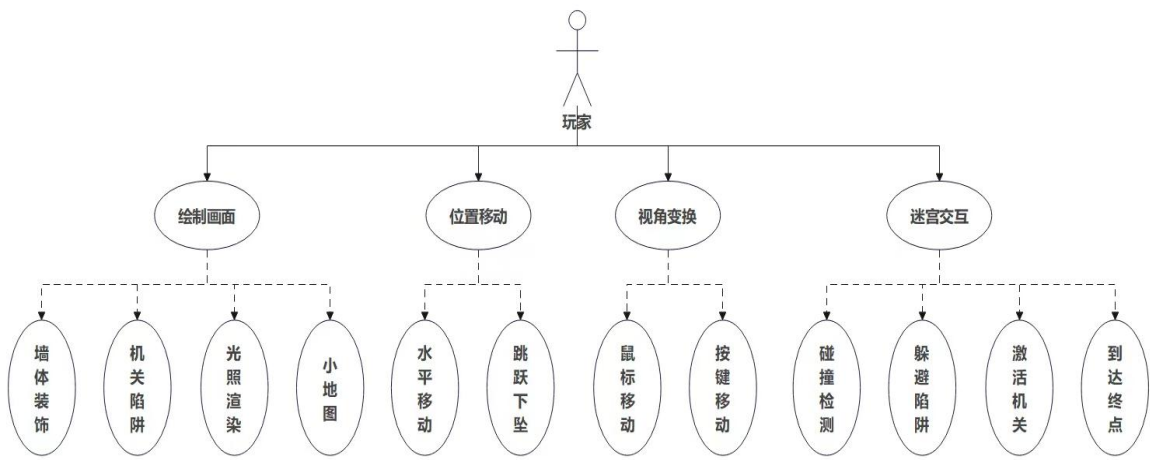 玩家
绘制画面
位置移动
视角变换
迷宫交互
墙体装饰
机关陷阱
光照渲染
小地图
水平移动
跳跃下坠
鼠标移动
按键移动
碰撞检测
躲避陷阱
激活机关
到达终点